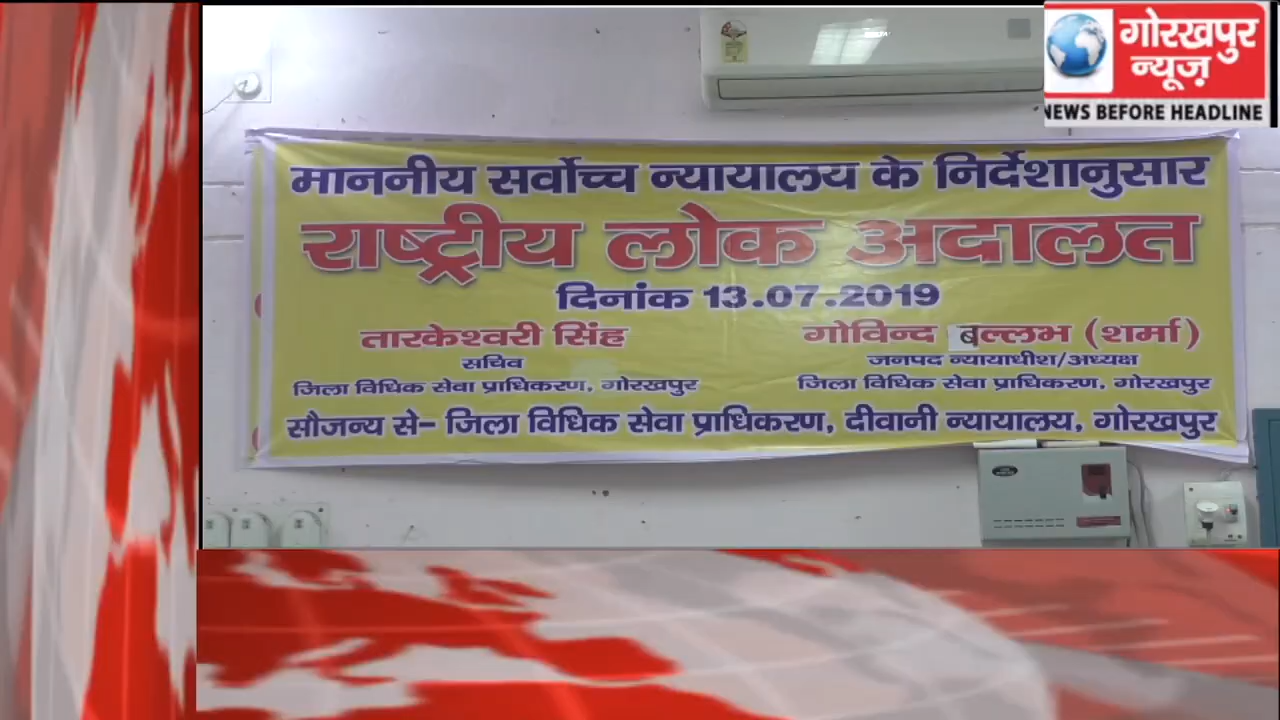 गोरखपुर
न्यूज़
NEWS BEFORE HEADLINE
माननीय सर्वोच्च न्यायालय के निर्देशानुसार
राष्ट्रीय लोक अदालत
दिनांक 13.07.2019
तारकेश्वरी सिंह
सचिव
जिला विधिक सेवा प्राधिकरण, गोरखपुर
गोविन्द बल्लभ (शर्मा)
जनपद न्यायाधीश/अध्यक्ष
जिला विधिक सेवा प्राधिकरण, गोरखपुर
सौजन्य से- जिला विधिक सेवा प्राधिकरण, दीवानी न्यायालय, गोरखपुर